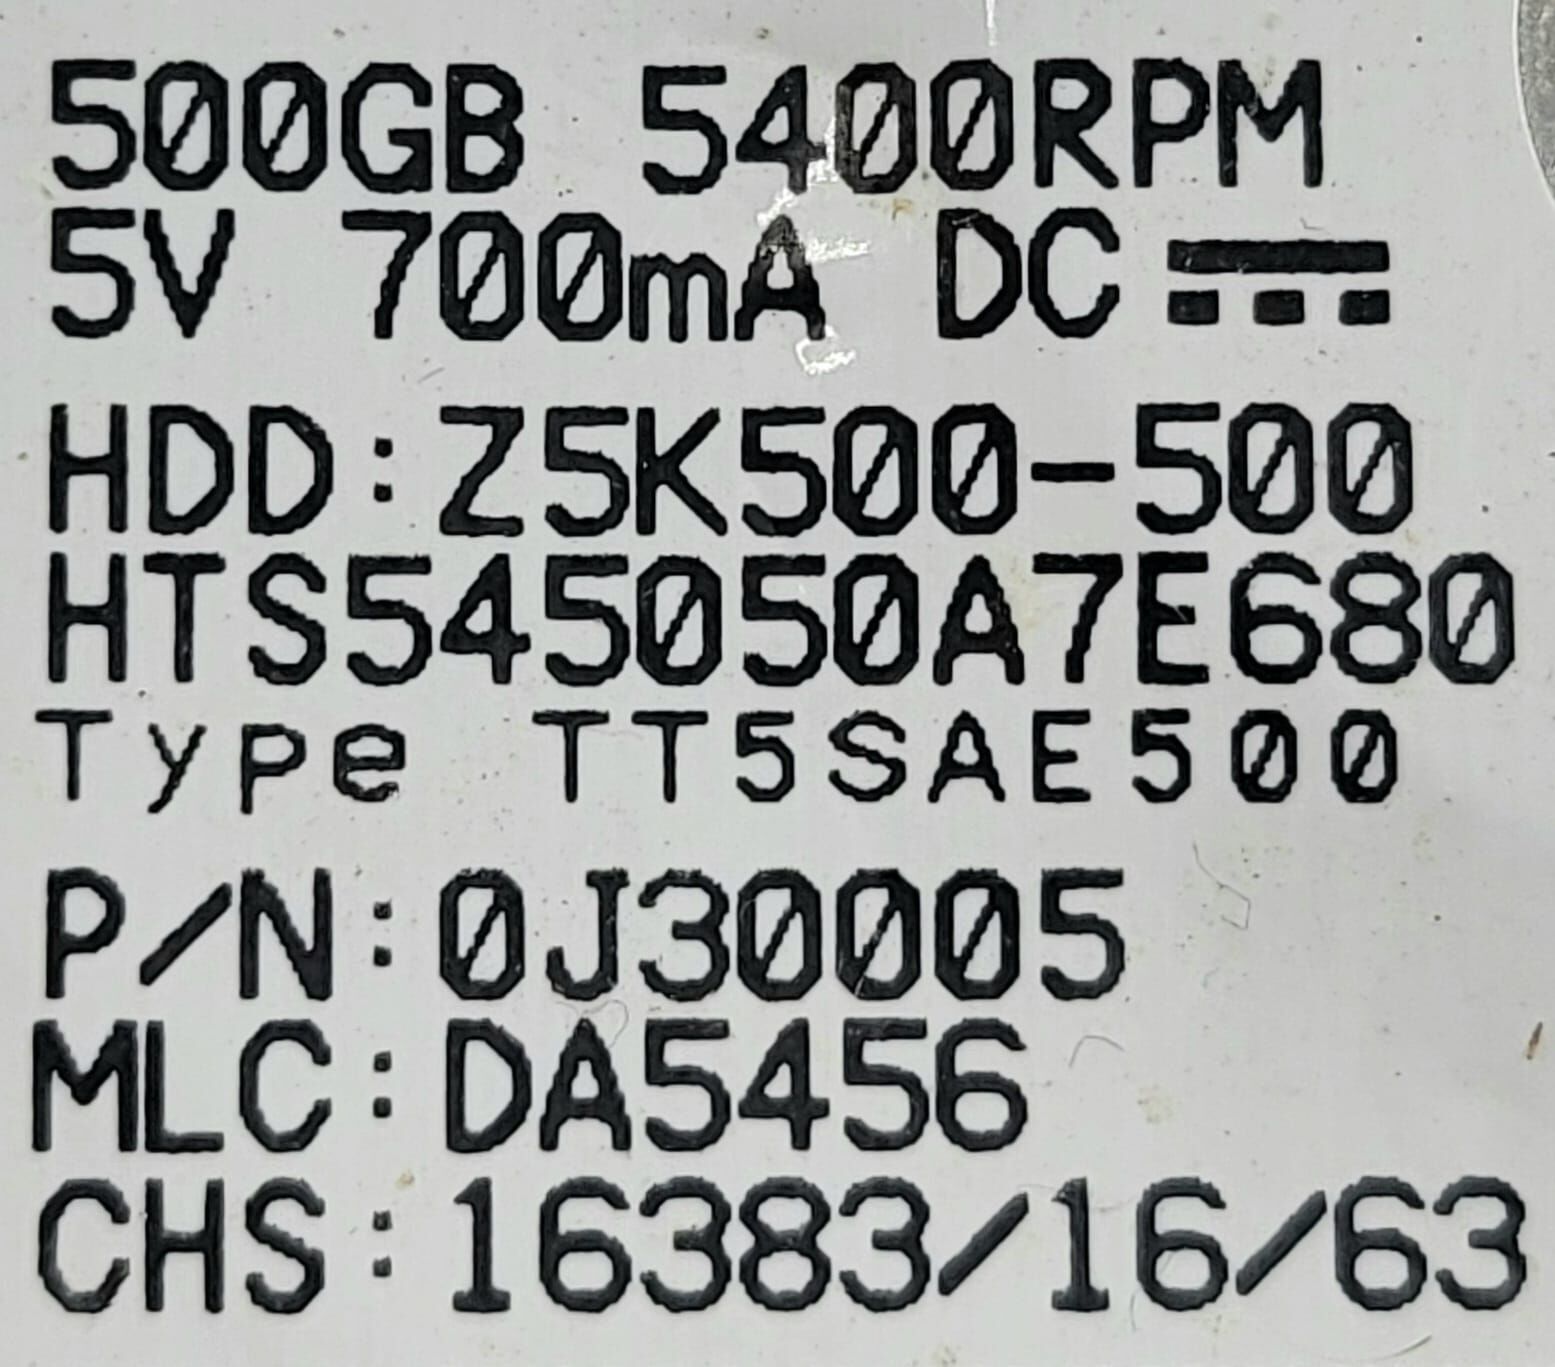 500GB 5400RPM
5V 700mA DC ⎓
HDD:Z5K500-500
HTS545050A7E680
Type TT5SAE500
P/N:0J30005
MLC:DA5456
CHS:16383/16/63